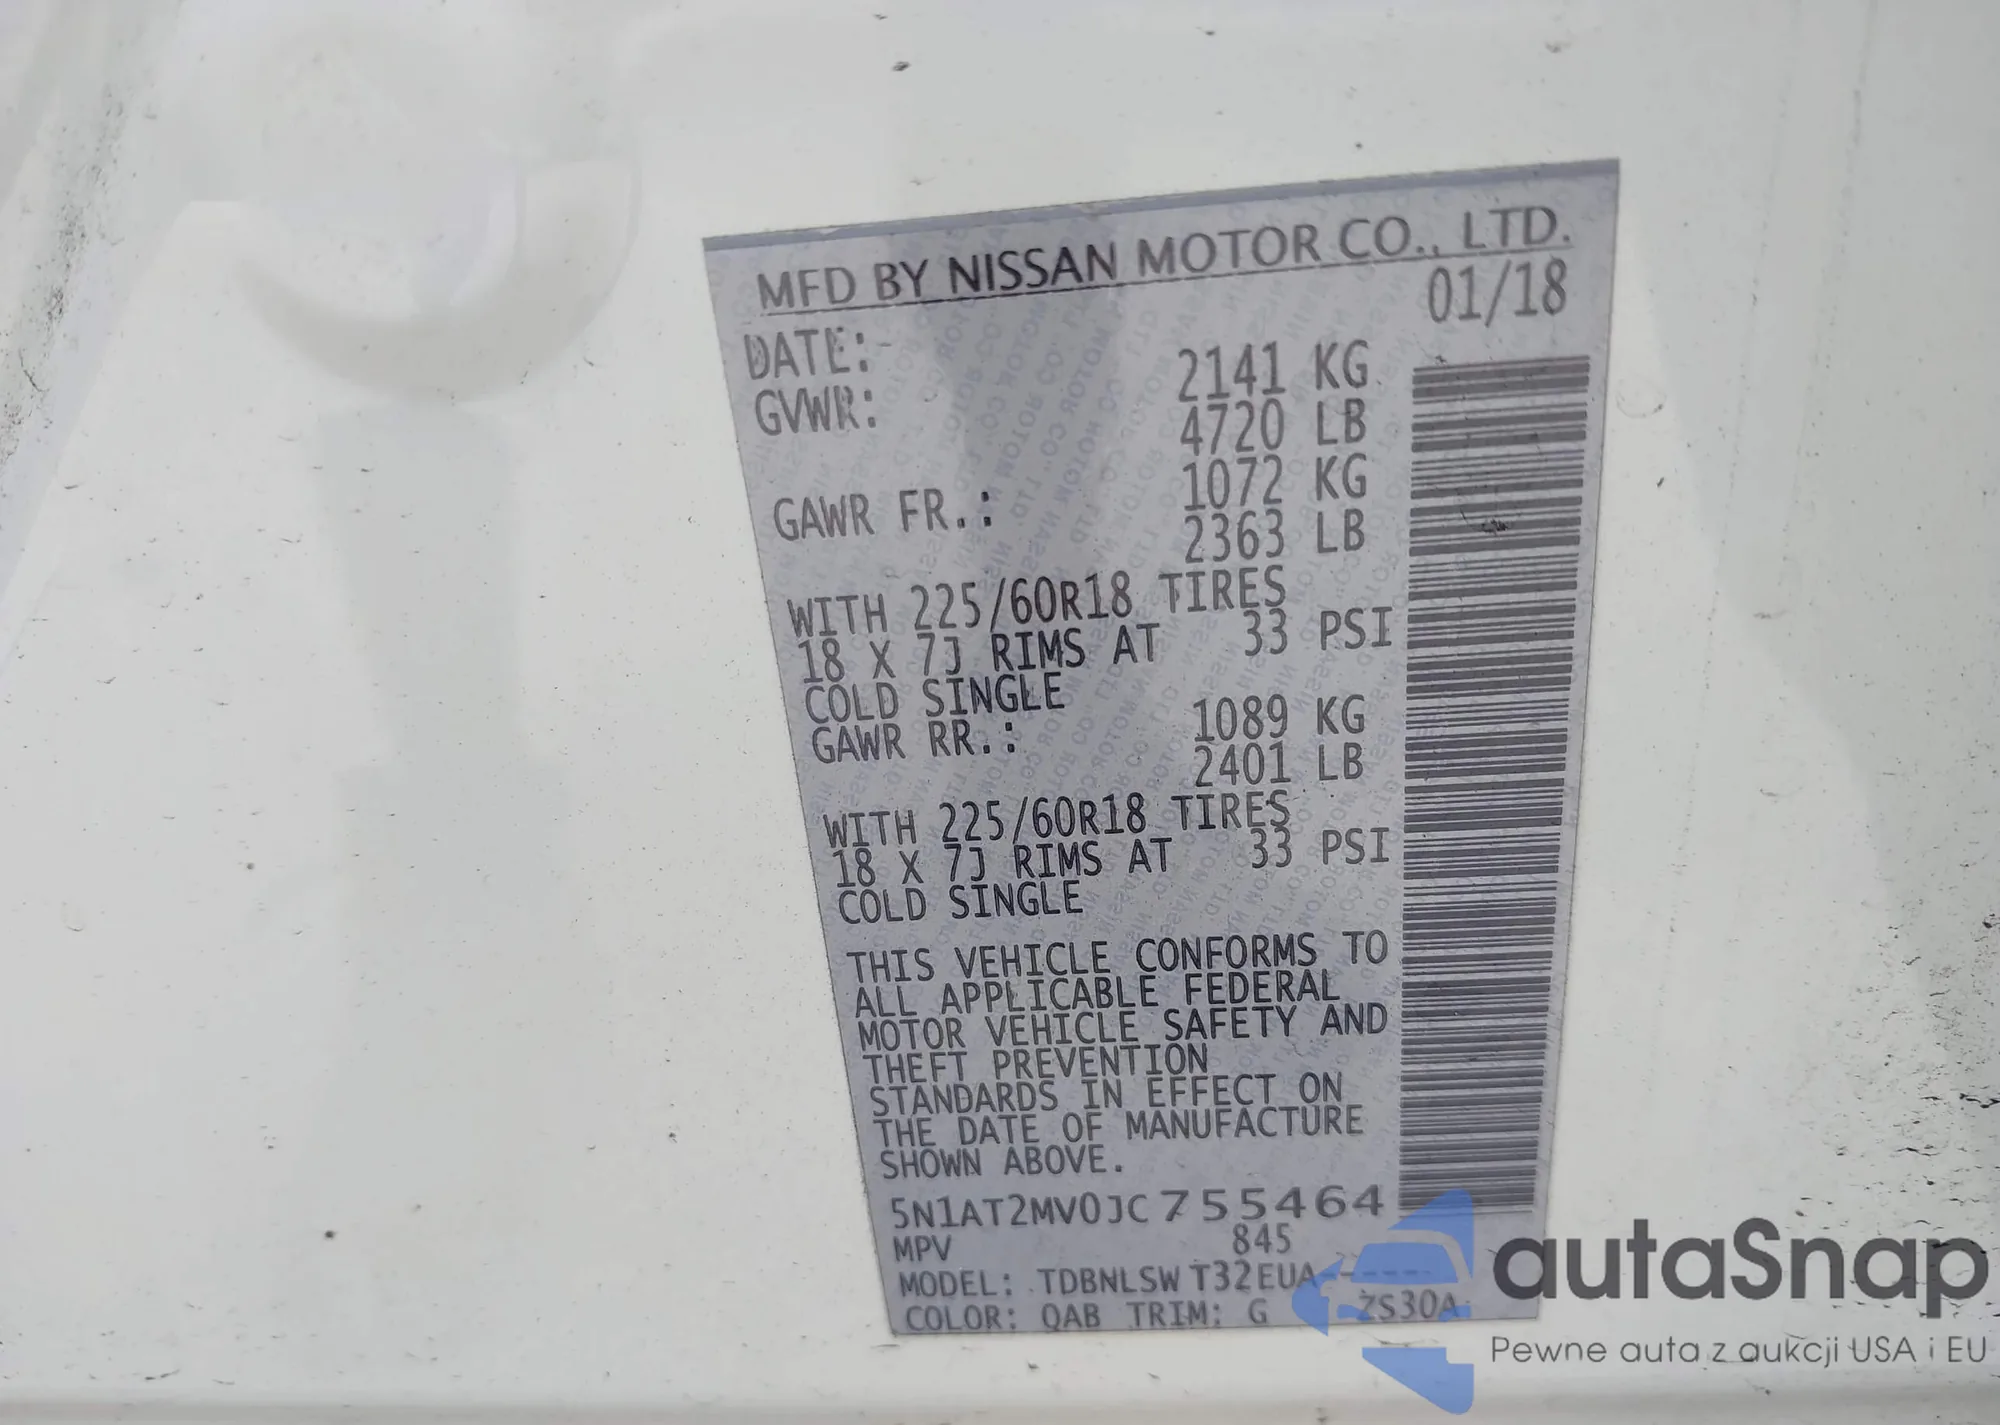 MFD BY NISSAN MOTOR CO., LTD.
DATE: 01/18
GVWR: 2141 KG
4720 LB
GAWR FR.: 1072 KG
2363 LB
WITH 225/60R18 TIRES
18 X 7J RIMS AT 33 PSI
COLD SINGLE
GAWR RR.: 1089 KG
2401 LB
WITH 225/60R18 TIRES
18 X 7J RIMS AT 33 PSI
COLD SINGLE
THIS VEHICLE CONFORMS TO
ALL APPLICABLE FEDERAL
MOTOR VEHICLE SAFETY AND
THEFT PREVENTION
STANDARDS IN EFFECT ON
THE DATE OF MANUFACTURE
SHOWN ABOVE.
5N1AT2MV0JC755464
MPV 845
MODEL: TDBNLSW T32EUA-----
COLOR: QAB TRIM: G ZS30A
autaSnap
Pewne auta z aukcji USA i EU